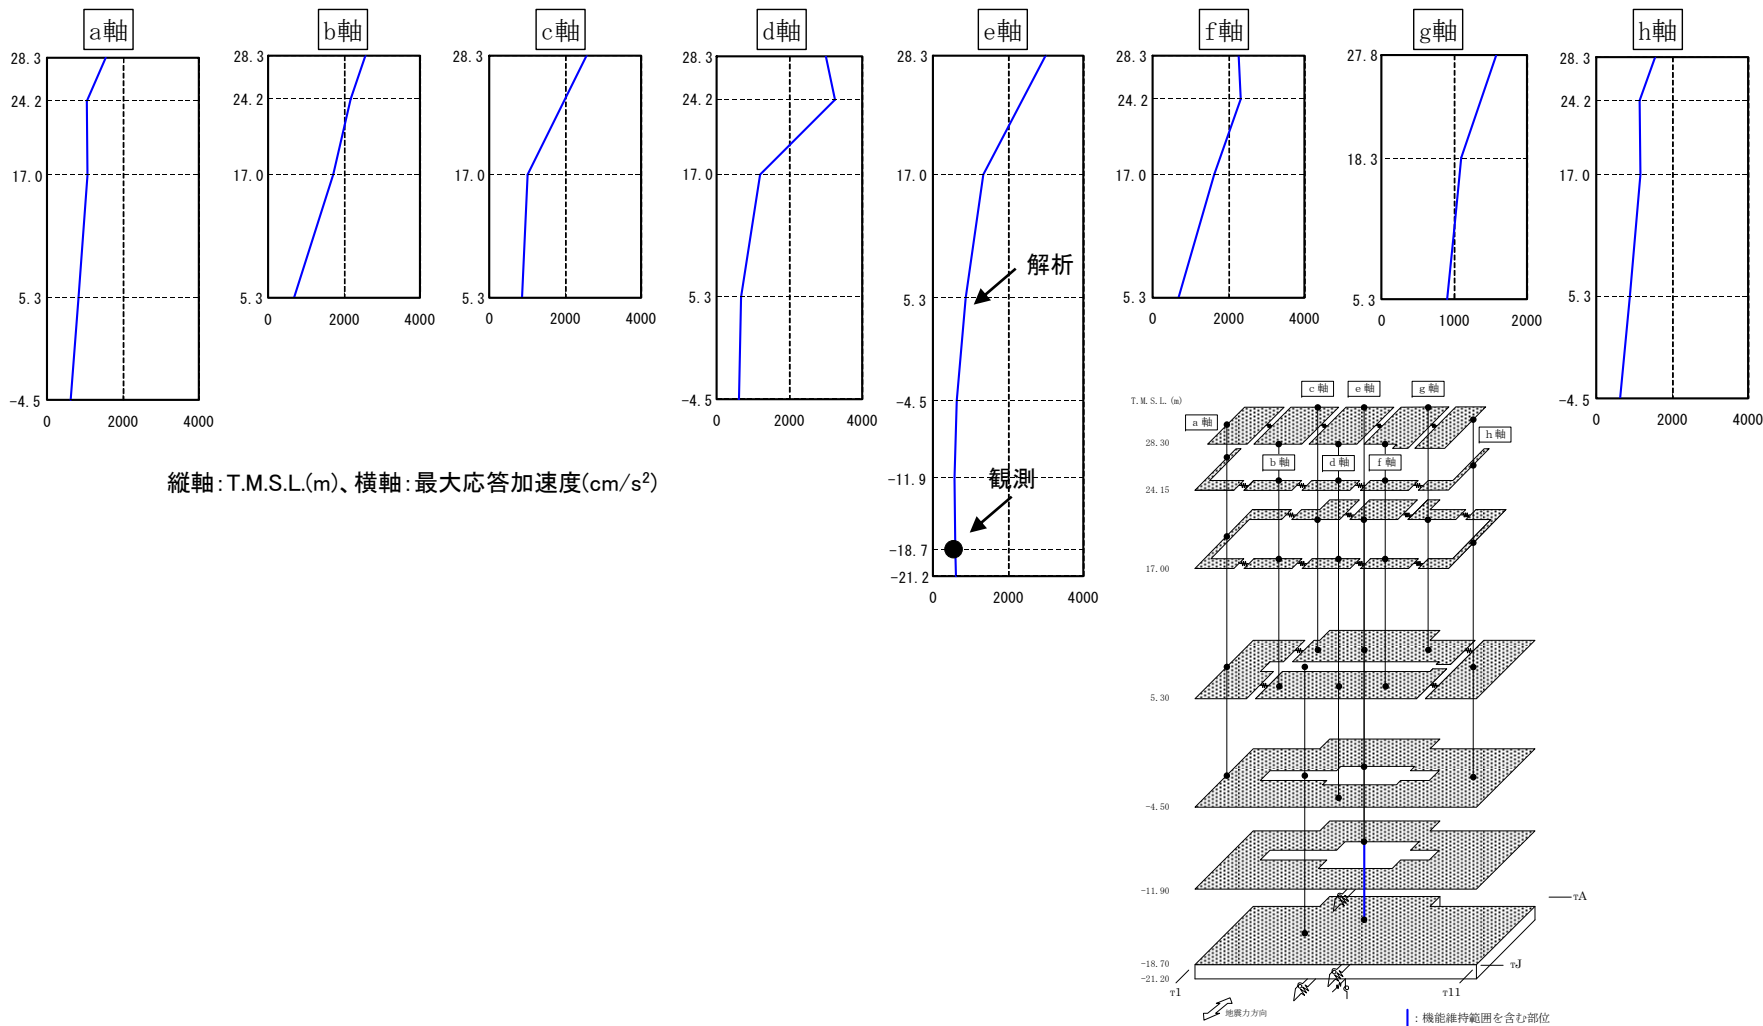 a軸
b軸
c軸
d軸
e軸
f軸
g軸
h軸
28.3
24.2
17.0
5.3
-4.5
0 2000 4000
28.3
24.2
17.0
5.3
0 2000 4000
28.3
17.0
5.3
0 2000 4000
28.3
24.2
17.0
5.3
-4.5
0 2000 4000
28.3
17.0
5.3
-4.5
-11.9
-18.7
-21.2
0 2000 4000
解析
観測
28.3
24.2
17.0
5.3
0 2000 4000
27.8
18.3
5.3
0 1000 2000
28.3
24.2
17.0
5.3
-4.5
0 2000 4000
縦軸:T.M.S.L.(m)、横軸:最大応答加速度(cm/s²)
c軸 e軸 g軸
T.M.S.L.(m)
a軸
h軸
28.30
b軸 d軸 f軸
24.15
17.00
5.30
-4.50
-11.90
TA
-18.70
TJ
-21.20
T1
T11
地震力方向
:機能維持範囲を含む部位